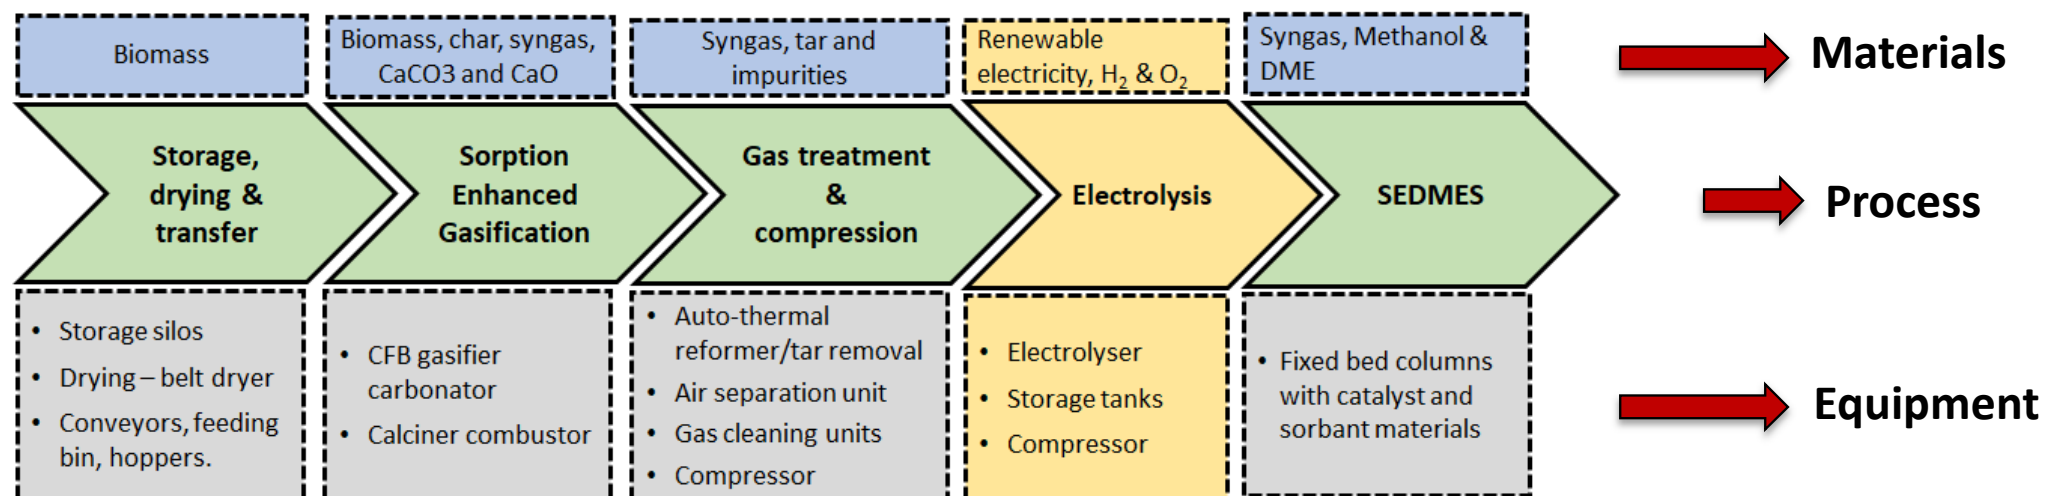 Biomass
Biomass, char, syngas,
CaCO3 and CaO
Syngas, tar and
impurities
Renewable
electricity, H₂ & O₂
Syngas, Methanol &
DME
Materials
Storage,
drying &
transfer
Sorption
Enhanced
Gasification
Gas treatment
&
compression
Electrolysis
SEDMES
Process
• Storage silos
• Drying – belt dryer
• Conveyors, feeding
bin, hoppers.
• CFB gasifier
carbonator
• Calciner combustor
• Auto-thermal
reformer/tar removal
• Air separation unit
• Gas cleaning units
• Compressor
• Electrolyser
• Storage tanks
• Compressor
• Fixed bed columns
with catalyst and
sorbant materials
Equipment